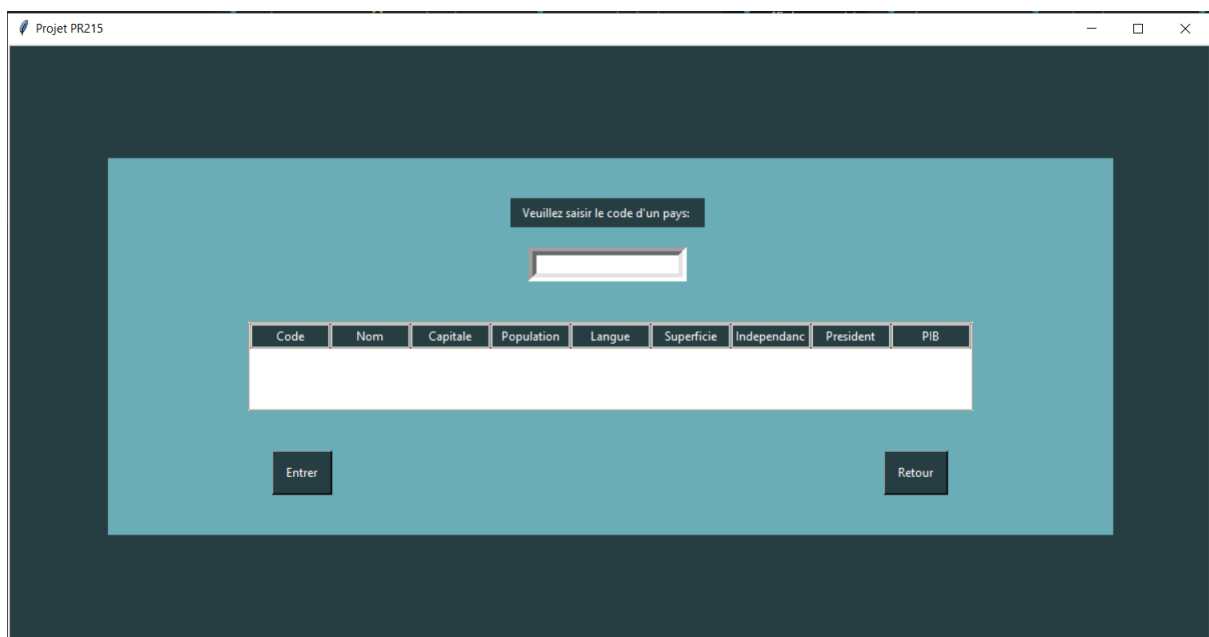 Projet PR215
Veuillez saisir le code d'un pays:
Code Nom Capitale Population Langue Superficie Independanc President PIB
Entrer Retour